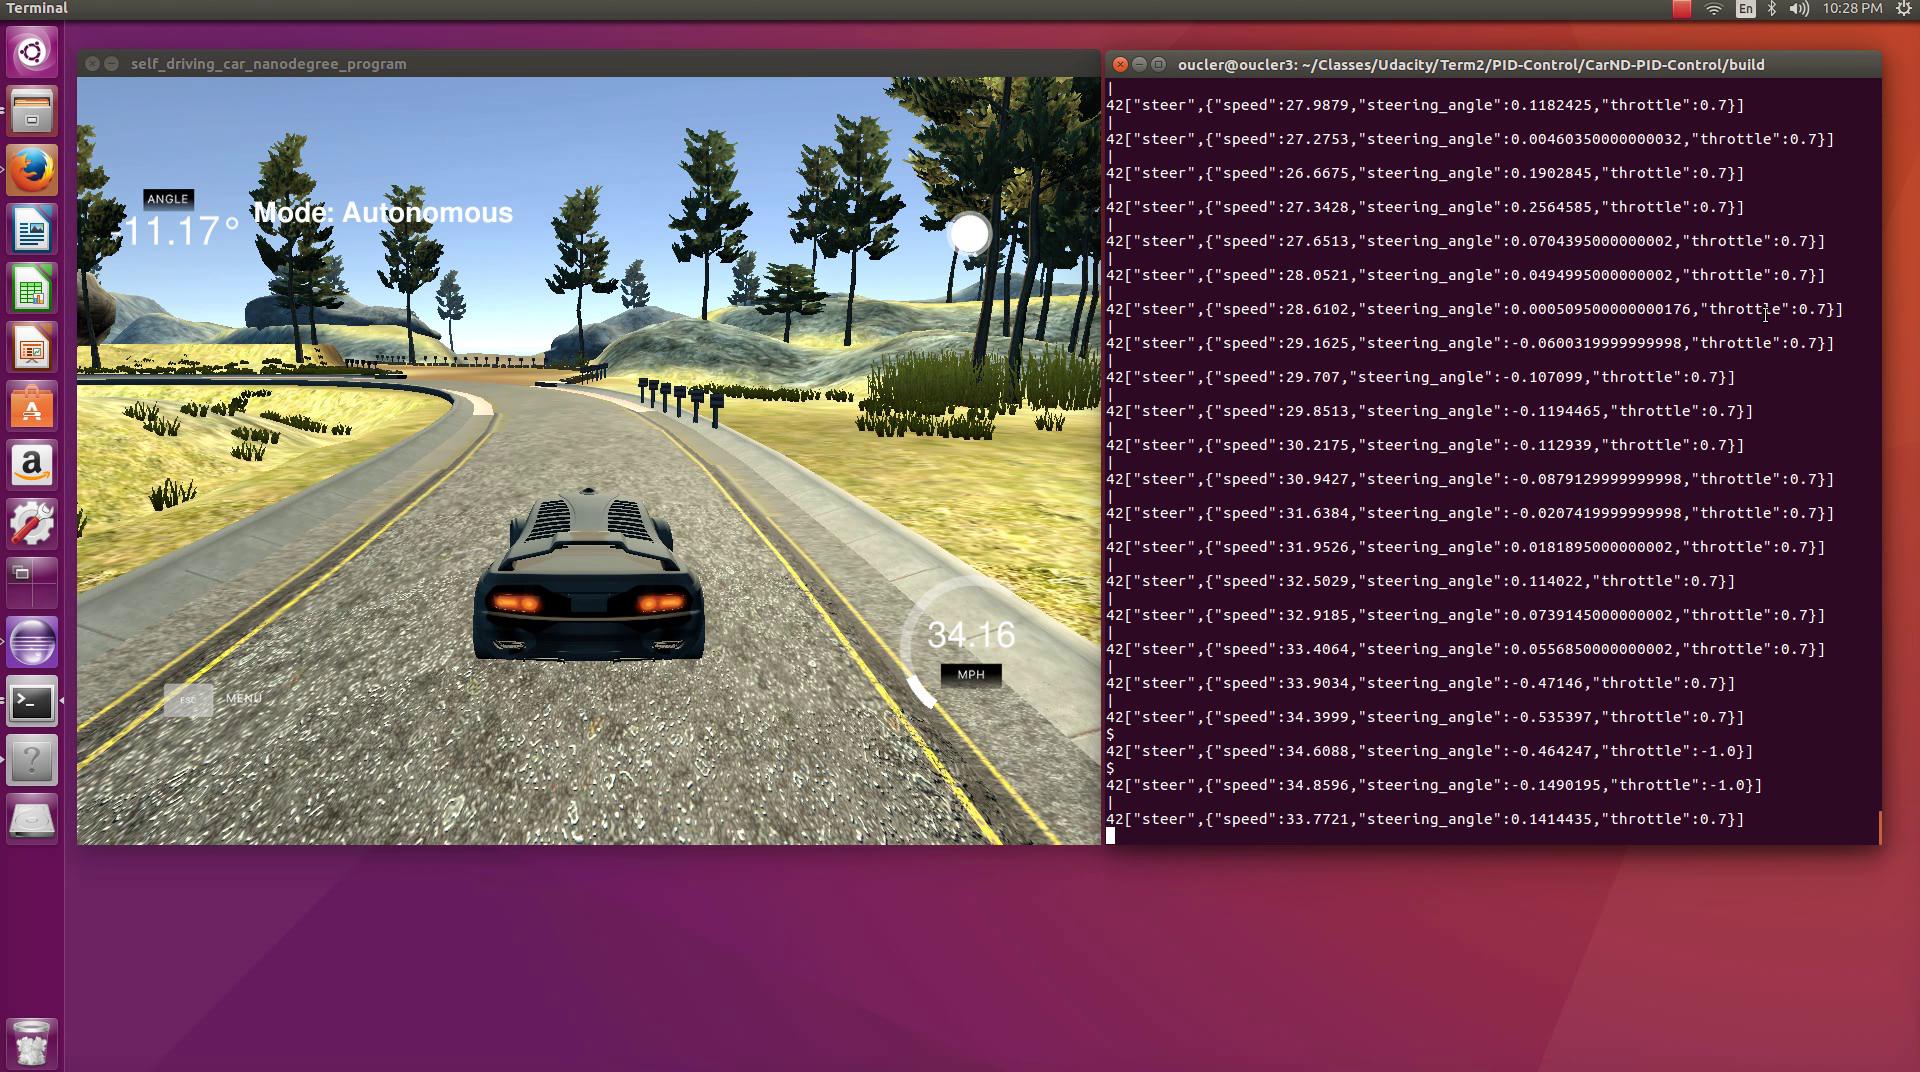 Terminal
En
10:28 PM
self_driving_car_nanodegree_program
ANGLE
-11.17°
Mode: Autonomous
34.16
MPH
ESC
MENU
a
oucler@oucler3: ~/Classes/Udacity/Term2/PID-Control/CarND-PID-Control/build
|
42["steer",{"speed":27.9879,"steering_angle":0.1182425,"throttle":0.7}]
|
42["steer",{"speed":27.2753,"steering_angle":0.00460350000000032,"throttle":0.7}]
|
42["steer",{"speed":26.6675,"steering_angle":0.1902845,"throttle":0.7}]
|
42["steer",{"speed":27.3428,"steering_angle":0.2564585,"throttle":0.7}]
|
42["steer",{"speed":27.6513,"steering_angle":0.0704395000000002,"throttle":0.7}]
|
42["steer",{"speed":28.0521,"steering_angle":0.0494995000000002,"throttle":0.7}]
|
42["steer",{"speed":28.6102,"steering_angle":0.000509500000000176,"throttle":0.7}]
|
42["steer",{"speed":29.1625,"steering_angle":-0.0600319999999998,"throttle":0.7}]
|
42["steer",{"speed":29.707,"steering_angle":-0.107099,"throttle":0.7}]
|
42["steer",{"speed":29.8513,"steering_angle":-0.1194465,"throttle":0.7}]
|
42["steer",{"speed":30.2175,"steering_angle":-0.112939,"throttle":0.7}]
|
42["steer",{"speed":30.9427,"steering_angle":-0.0879129999999998,"throttle":0.7}]
|
42["steer",{"speed":31.6384,"steering_angle":-0.0207419999999998,"throttle":0.7}]
|
42["steer",{"speed":31.9526,"steering_angle":0.0181895000000002,"throttle":0.7}]
|
42["steer",{"speed":32.5029,"steering_angle":0.114022,"throttle":0.7}]
|
42["steer",{"speed":32.9185,"steering_angle":0.0739145000000002,"throttle":0.7}]
|
42["steer",{"speed":33.4064,"steering_angle":0.0556850000000002,"throttle":0.7}]
|
42["steer",{"speed":33.9034,"steering_angle":-0.47146,"throttle":0.7}]
|
42["steer",{"speed":34.3999,"steering_angle":-0.535397,"throttle":0.7}]
$
42["steer",{"speed":34.6088,"steering_angle":-0.464247,"throttle":-1.0}]
$
42["steer",{"speed":34.8596,"steering_angle":-0.1490195,"throttle":-1.0}]
|
42["steer",{"speed":33.7721,"steering_angle":0.1414435,"throttle":0.7}]